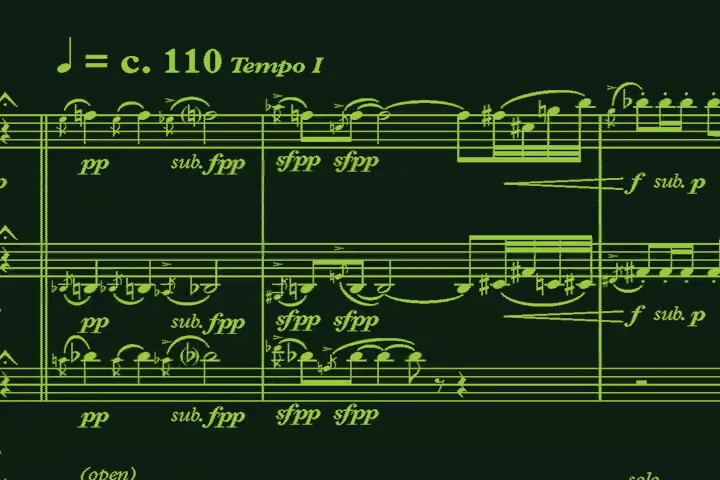 = c. 110 Tempo I
pp sub. fpp sfpp sfpp
f sub. p
pp sub. fpp sfpp sfpp f sub. p
pp sub. fpp sfpp sfpp
(open)
solo